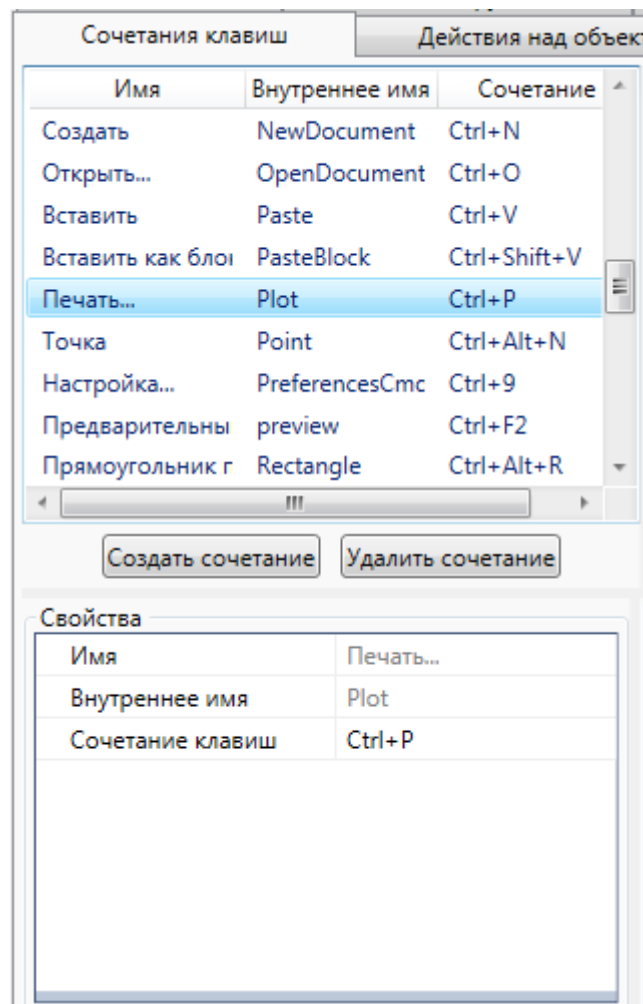 Сочетания клавиш Действия над объек
Имя Внутреннее имя Сочетание
Создать NewDocument Ctrl+N
Открыть... OpenDocument Ctrl+O
Вставить Paste Ctrl+V
Вставить как бло PasteBlock Ctrl+Shift+V
Печать... Plot Ctrl+P
Точка Point Ctrl+Alt+N
Настройка... PreferencesCmc Ctrl+9
Предварительны preview Ctrl+F2
Прямоугольник г Rectangle Ctrl+Alt+R
Создать сочетание Удалить сочетание
Свойства
Имя Печать...
Внутреннее имя Plot
Сочетание клавиш Ctrl+P